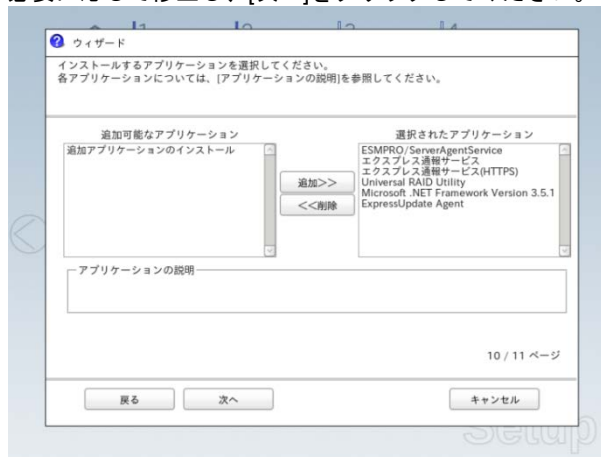 ウィザード
インストールするアプリケーションを選択してください。
各アプリケーションについては、[アプリケーションの説明]を参照してください。
追加可能なアプリケーション
追加アプリケーションのインストール
追加>>
<<削除
選択されたアプリケーション
ESMPRO/ServerAgentService
エクスプレス通報サービス
エクスプレス通報サービス(HTTPS)
Universal RAID Utility
Microsoft .NET Framework Version 3.5.1
ExpressUpdate Agent
アプリケーションの説明
10 / 11 ページ
戻る
次へ
キャンセル
Setup